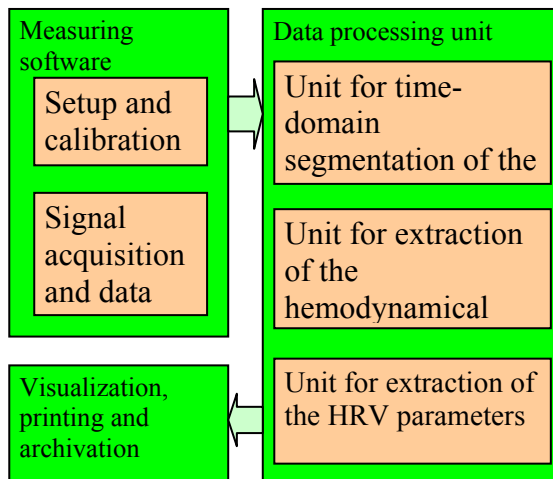 Measuring
software
Setup and
calibration
Signal
acquisition
and data
Data processing unit
Unit for time-
domain
segmentation of the
Unit for extraction
of the
hemodynamical
Unit for extraction of
the HRV parameters
Visualization,
printing and
archivation